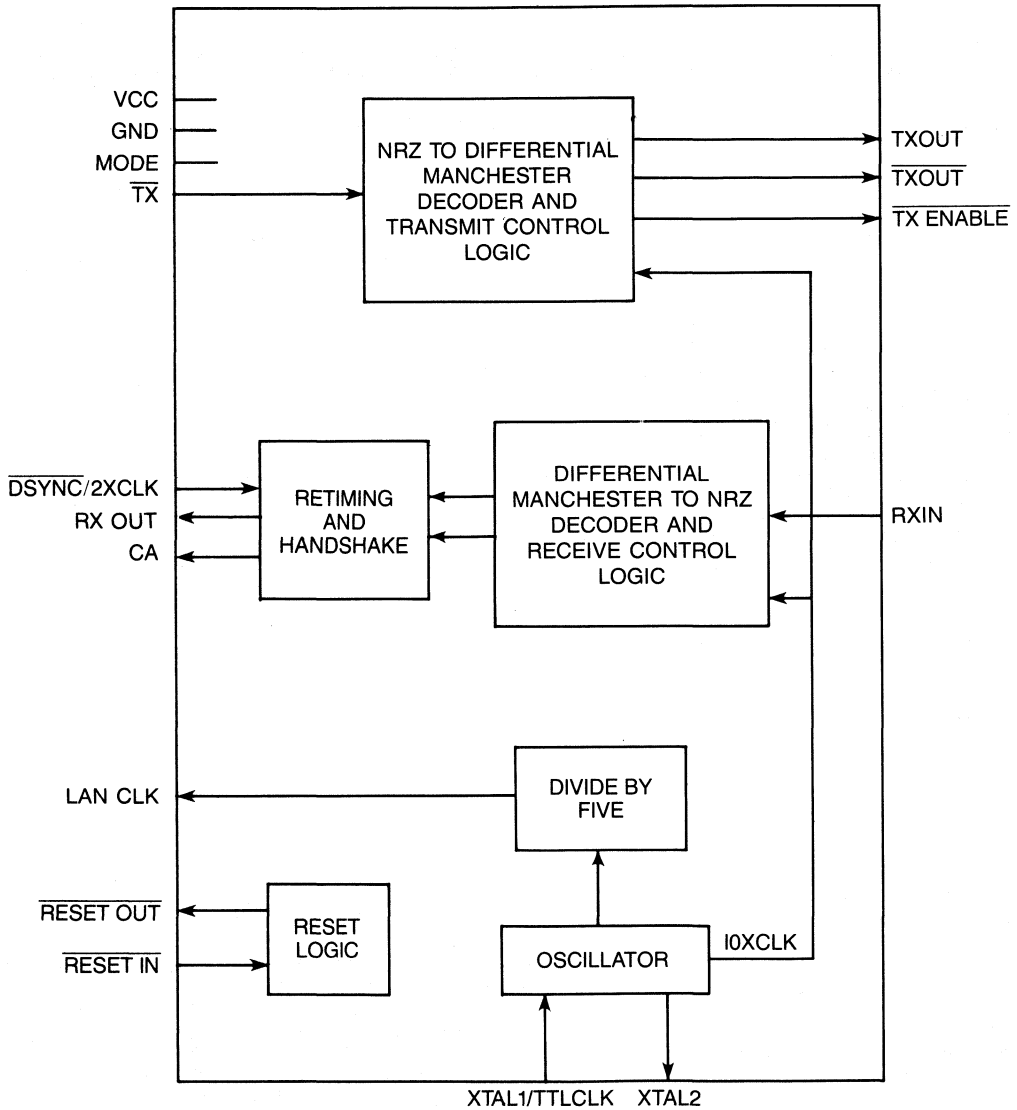 VCC
GND
MODE
TX
NRZ TO DIFFERENTIAL
MANCHESTER
DECODER AND
TRANSMIT CONTROL
LOGIC
TXOUT
TXOUT
TX ENABLE
DSYNC/2XCLK
RX OUT
CA
RETIMING
AND
HANDSHAKE
DIFFERENTIAL
MANCHESTER TO NRZ
DECODER AND
RECEIVE CONTROL
LOGIC
RXIN
LAN CLK
DIVIDE BY
FIVE
RESET OUT
RESET IN
RESET
LOGIC
OSCILLATOR
I0XCLK
XTAL1/TTLCLK
XTAL2